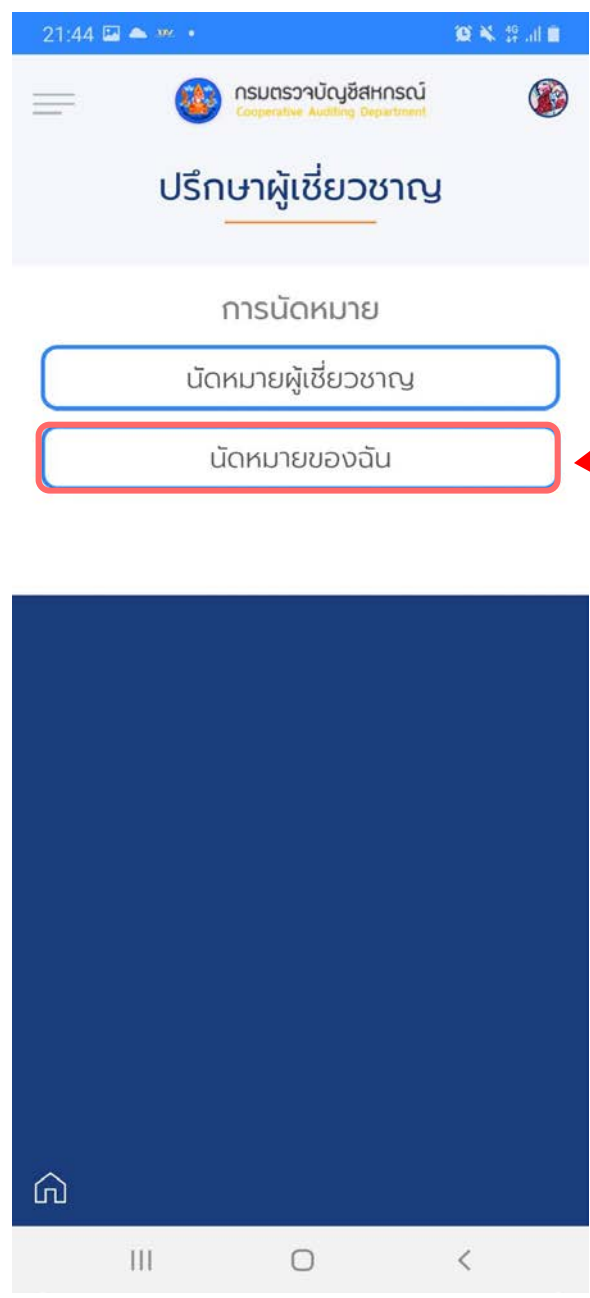 21:44
4G
กรมตรวจบัญชีสหกรณ์
Cooperative Auditing Department
ปรึกษาผู้เชี่ยวชาญ
การนัดหมาย
นัดหมายผู้เชี่ยวชาญ
นัดหมายของฉัน